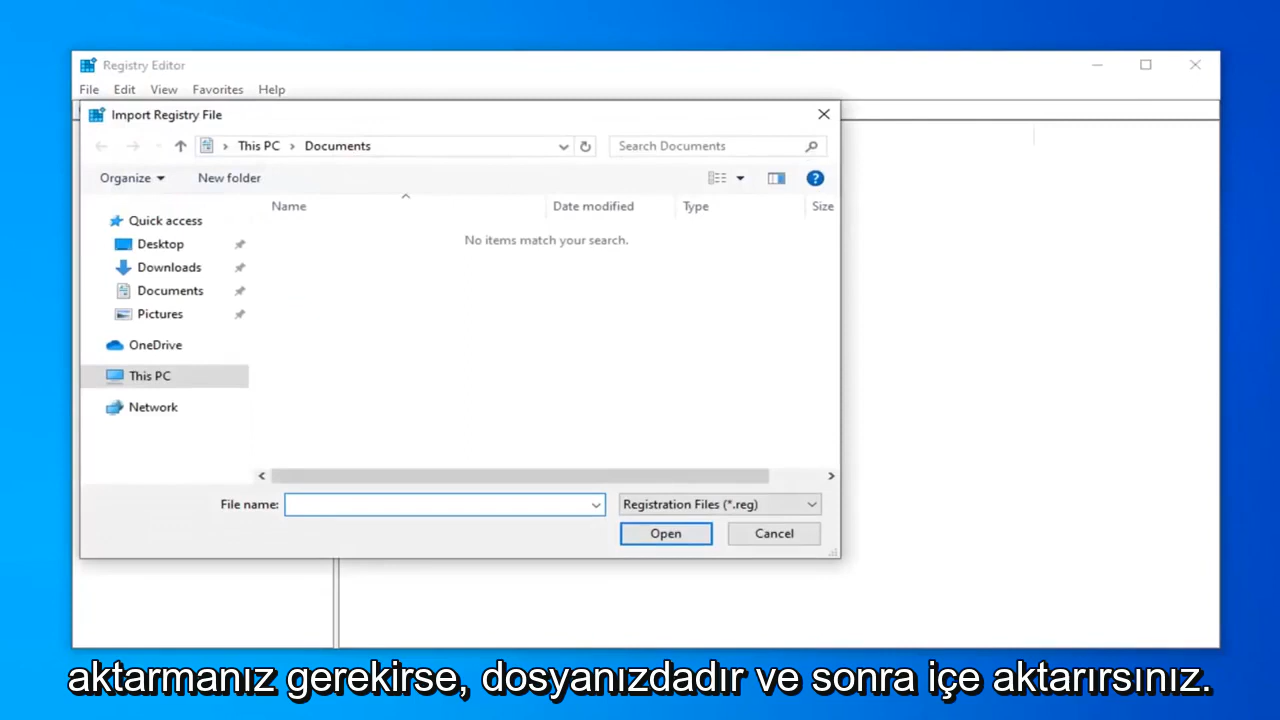 Registry Editor
File Edit View Favorites Help
Import Registry File
This PC Documents
Search Documents
Organize New folder
Name Date modified Type Size
No items match your search.
Quick access
Desktop
Downloads
Documents
Pictures
OneDrive
This PC
Network
File name:
Registration Files (*.reg)
Open Cancel
aktarmanız gerekirse, dosyanızdadır ve sonra içe aktarırsınız.